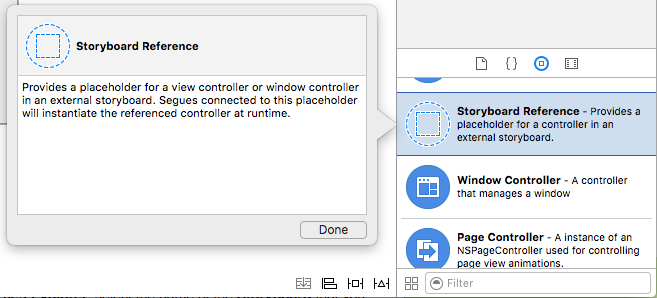 Storyboard Reference
Provides a placeholder for a view controller or window controller
in an external storyboard. Segues connected to this placeholder
will instantiate the referenced controller at runtime.
Done
Storyboard Reference - Provides a
placeholder for a controller in an
external storyboard.
Window Controller - A controller
that manages a window
Page Controller - A instance of an
NSPageController used for controlling
page view animations.
Filter